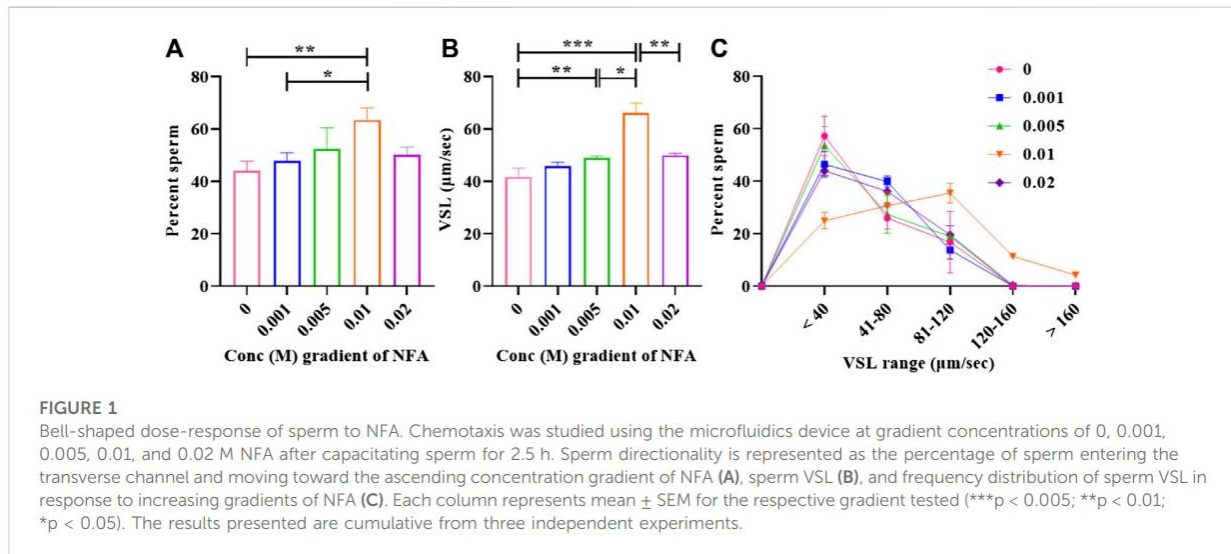 A
**
*
80
60
40
20
0
Percent sperm
0
0.001
0.005
0.01
0.02
Conc (M) gradient of NFA
B
***
**
**
*
80
60
40
20
0
VSL (µm/sec)
0
0.001
0.005
0.01
0.02
Conc (M) gradient of NFA
C
80
60
40
20
0
Percent sperm
< 40
41-80
81-120
120-160
> 160
VSL range (µm/sec)
0
0.001
0.005
0.01
0.02
FIGURE 1
Bell-shaped dose-response of sperm to NFA. Chemotaxis was studied using the microfluidics device at gradient concentrations of 0, 0.001,
0.005, 0.01, and 0.02 M NFA after capacitating sperm for 2.5 h. Sperm directionality is represented as the percentage of sperm entering the
transverse channel and moving toward the ascending concentration gradient of NFA (A), sperm VSL (B), and frequency distribution of sperm VSL in
response to increasing gradients of NFA (C). Each column represents mean ± SEM for the respective gradient tested (***p < 0.005; **p < 0.01;
*p < 0.05). The results presented are cumulative from three independent experiments.